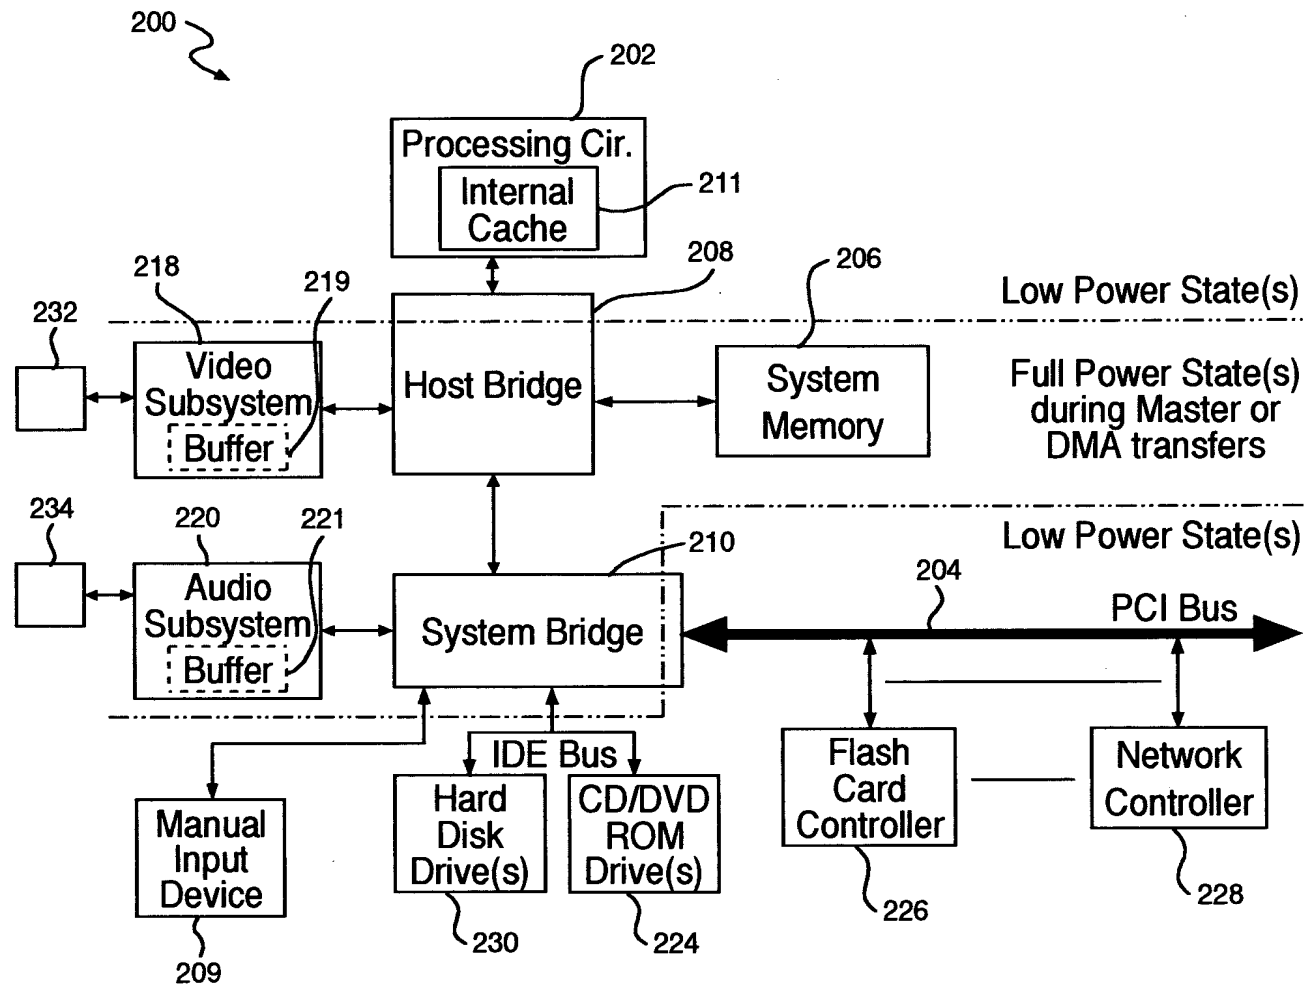 200
202
Processing Cir.
Internal
Cache
211
218
219
208
206
Low Power State(s)
232
Video
Subsystem
Buffer
Host Bridge
System
Memory
Full Power State(s)
during Master or
DMA transfers
234
220
221
210
Low Power State(s)
204
PCI Bus
Audio
Subsystem
Buffer
System Bridge
IDE Bus
Manual
Input
Device
209
Hard
Disk
Drive(s)
230
CD/DVD
ROM
Drive(s)
224
Flash
Card
Controller
226
Network
Controller
228